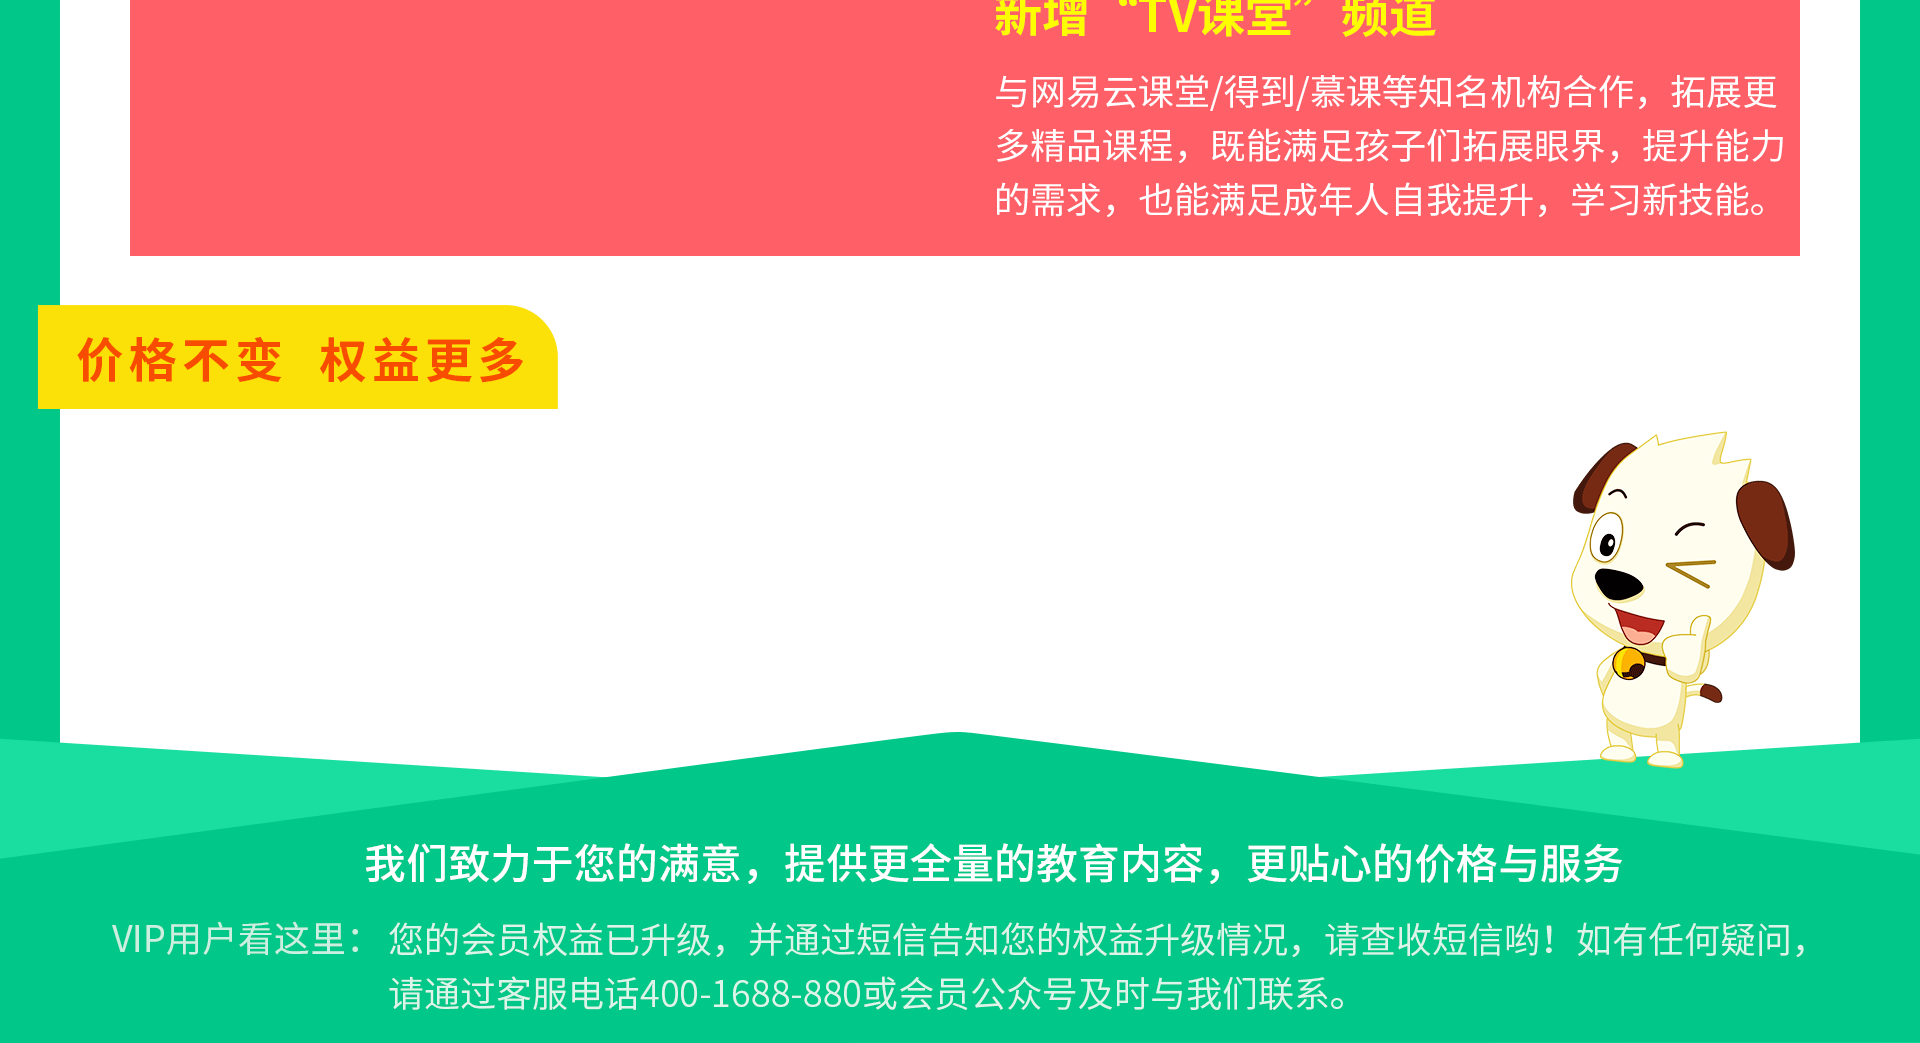 新增“TV课堂”频道
与网易云课堂/得到/慕课等知名机构合作，拓展更
多精品课程，既能满足孩子们拓展眼界，提升能力
的需求，也能满足成年人自我提升，学习新技能。
价格不变 权益更多
我们致力于您的满意，提供更全量的教育内容，更贴心的价格与服务
VIP用户看这里：您的会员权益已升级，并通过短信告知您的权益升级情况，请查收短信哟！如有任何疑问，
请通过客服电话400-1688-880或会员公众号及时与我们联系。